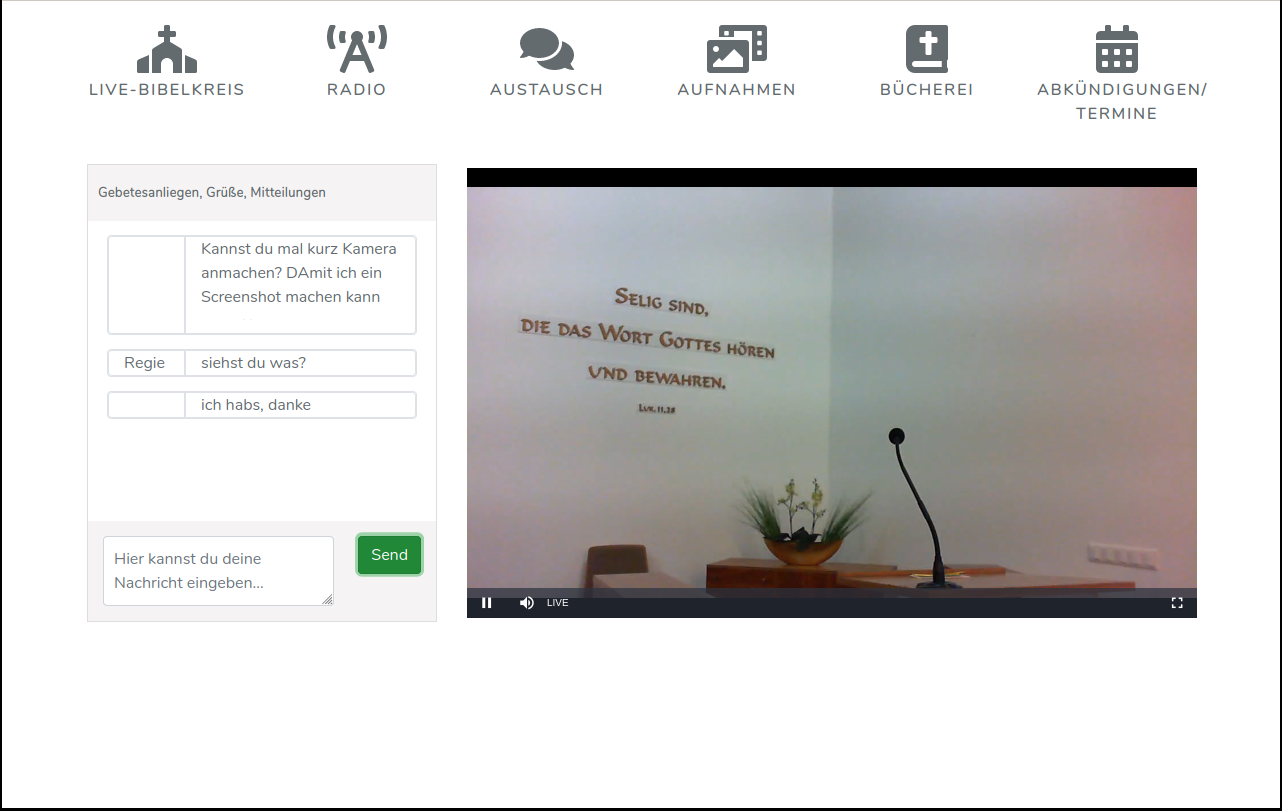 LIVE-BIBELKREIS
RADIO
AUSTAUSCH
AUFNAHMEN
BÜCHEREI
ABKÜNDIGUNGEN/
TERMINE
Gebetesanliegen, Grüße, Mitteilungen
Kannst du mal kurz Kamera
anmachen? DAmit ich ein
Screenshot machen kann
Regie siehst du was?
ich habs, danke
Hier kannst du deine
Nachricht eingeben...
Send
SELIG SIND,
DIE DAS WORT GOTTES HÖREN
UND BEWAHREN.
LUK.11.28
LIVE